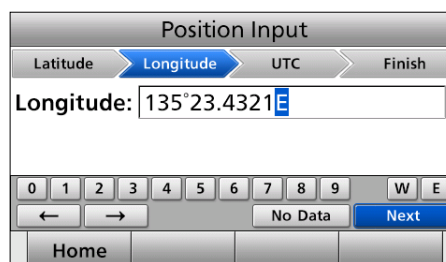 Position Input
Latitude Longitude UTC Finish
Longitude: 135°23.4321E
0 1 2 3 4 5 6 7 8 9 W E
← → No Data Next
Home